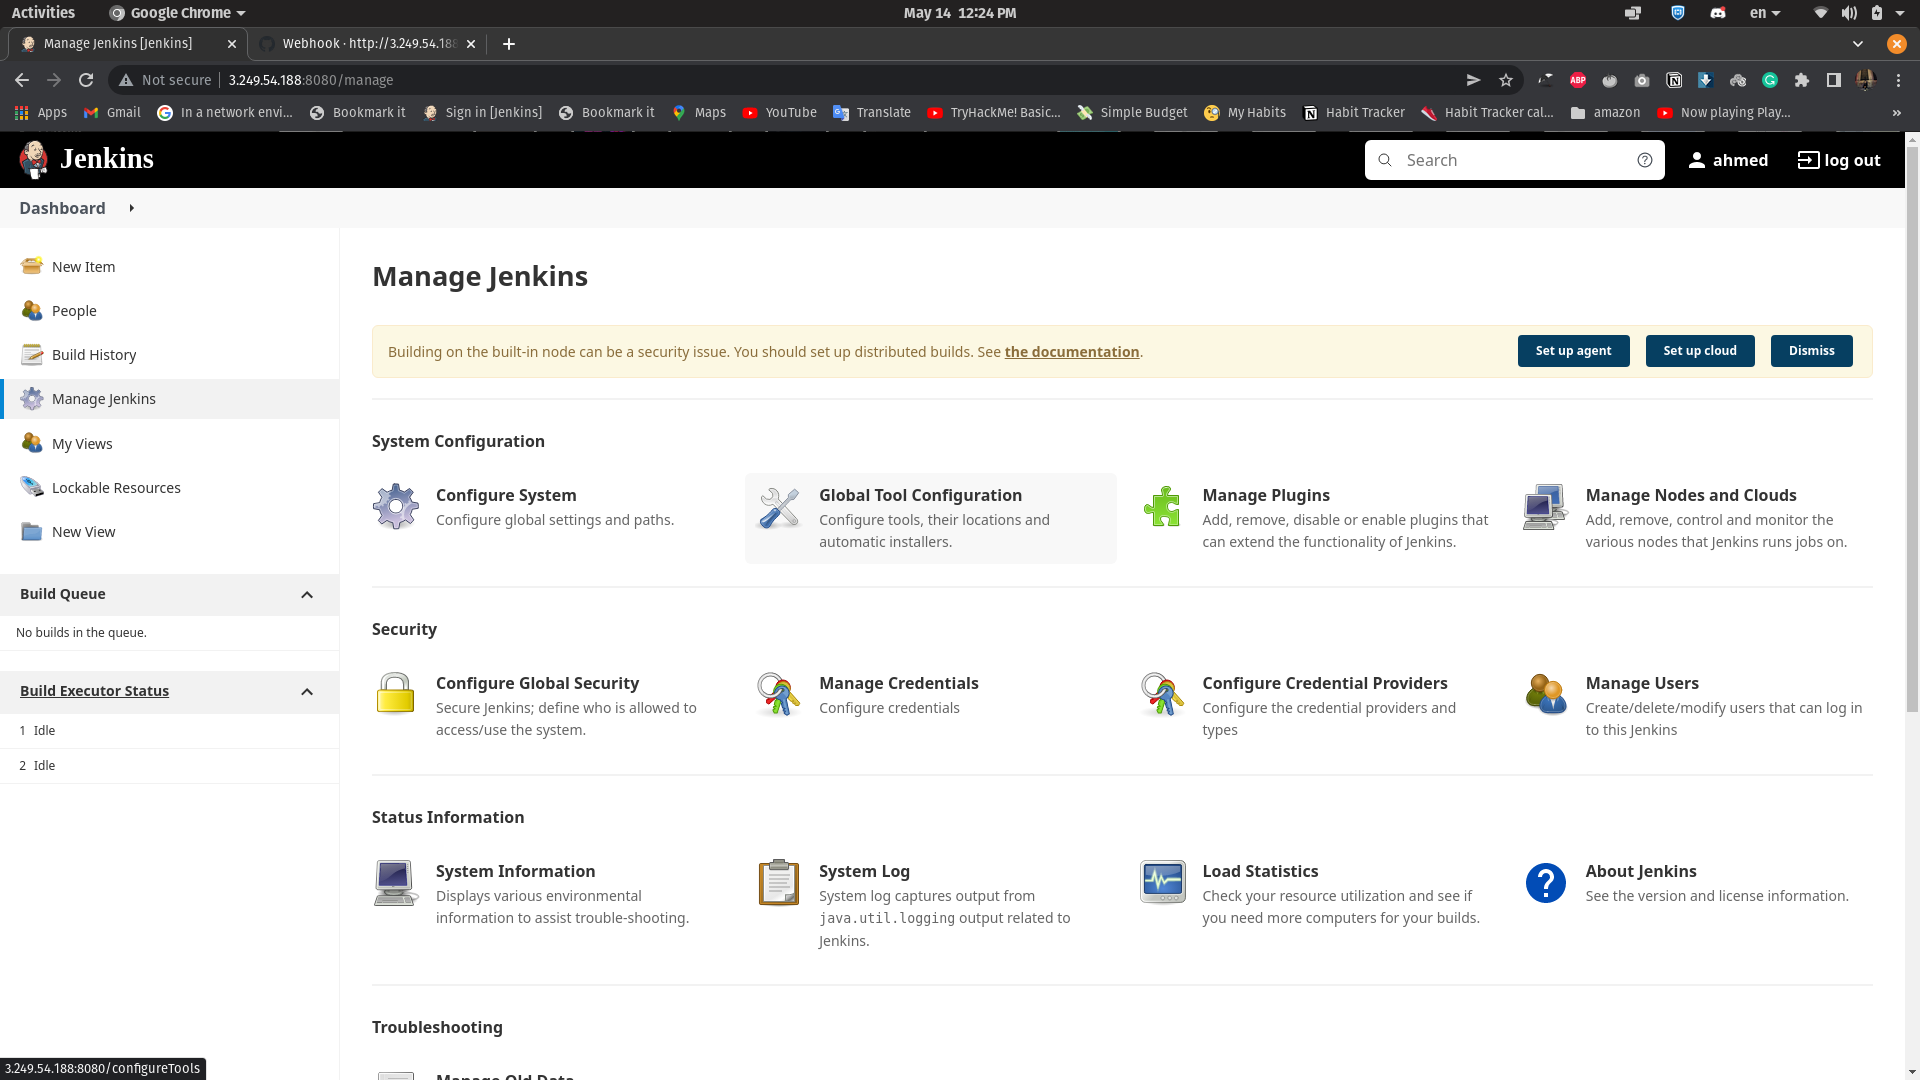 Activities
Google Chrome
May 14 12:24 PM
en
Manage Jenkins [Jenkins]
Webhook · http://3.249.54.188
Not secure
3.249.54.188:8080/manage
Apps
Gmail
In a network envi...
Bookmark it
Sign in [Jenkins]
Bookmark it
Maps
YouTube
Translate
TryHackMe! Basic...
Simple Budget
My Habits
Habit Tracker
Habit Tracker cal...
amazon
Now playing Play...
»
Jenkins
Search
ahmed
log out
Dashboard
New Item
People
Build History
Manage Jenkins
My Views
Lockable Resources
New View
Build Queue
No builds in the queue.
Build Executor Status
1 Idle
2 Idle
Manage Jenkins
Building on the built-in node can be a security issue. You should set up distributed builds. See the documentation.
Set up agent
Set up cloud
Dismiss
System Configuration
Configure System
Configure global settings and paths.
Global Tool Configuration
Configure tools, their locations and
automatic installers.
Manage Plugins
Add, remove, disable or enable plugins that
can extend the functionality of Jenkins.
Manage Nodes and Clouds
Add, remove, control and monitor the
various nodes that Jenkins runs jobs on.
Security
Configure Global Security
Secure Jenkins; define who is allowed to
access/use the system.
Manage Credentials
Configure credentials
Configure Credential Providers
Configure the credential providers and
types
Manage Users
Create/delete/modify users that can log in
to this Jenkins
Status Information
System Information
Displays various environmental
information to assist trouble-shooting.
System Log
System log captures output from
java.util.logging output related to
Jenkins.
Load Statistics
Check your resource utilization and see if
you need more computers for your builds.
About Jenkins
See the version and license information.
Troubleshooting
Manage Old Data
3.249.54.188:8080/configureTools